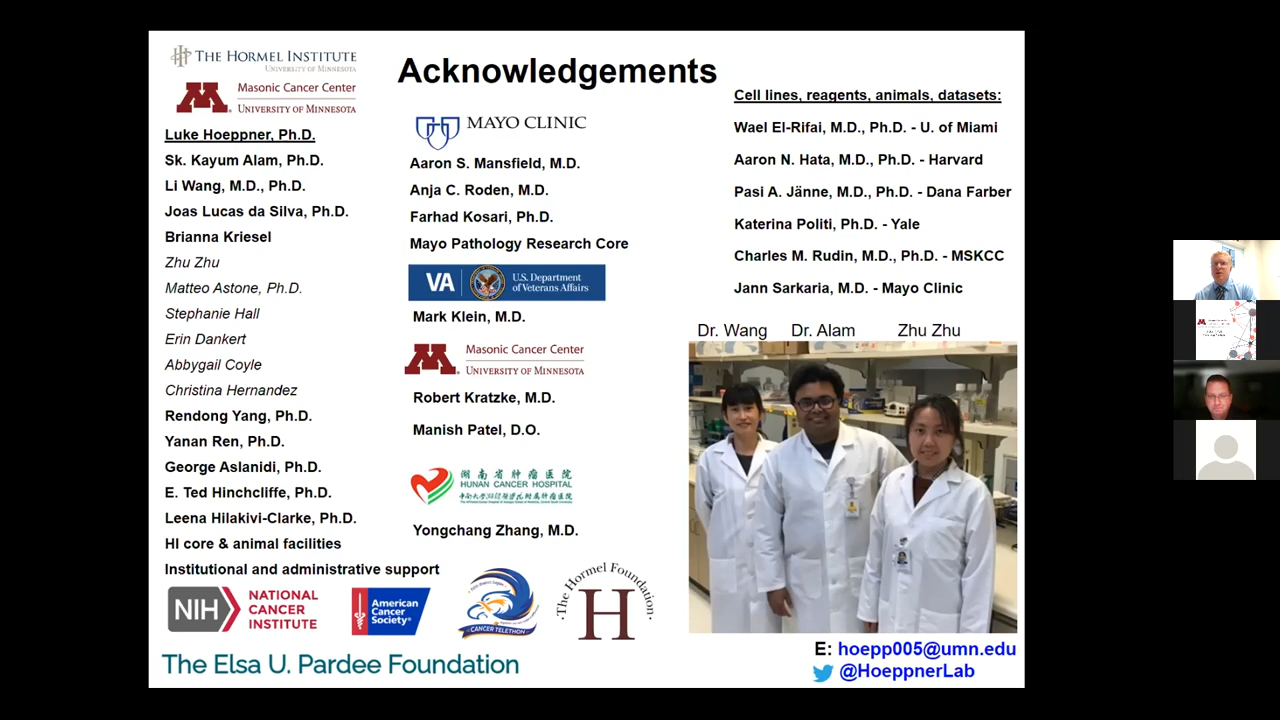 THE HORMEL INSTITUTE
UNIVERSITY OF MINNESOTA
Masonic Cancer Center
UNIVERSITY OF MINNESOTA
Luke Hoeppner, Ph.D.
Sk. Kayum Alam, Ph.D.
Li Wang, M.D., Ph.D.
Joas Lucas da Silva, Ph.D.
Brianna Kriesel
Zhu Zhu
Matteo Astone, Ph.D.
Stephanie Hall
Erin Dankert
Abbygail Coyle
Christina Hernandez
Rendong Yang, Ph.D.
Yanan Ren, Ph.D.
George Aslanidi, Ph.D.
E. Ted Hinchcliffe, Ph.D.
Leena Hilakivi-Clarke, Ph.D.
HI core & animal facilities
Institutional and administrative support
Acknowledgements
MAYO CLINIC
Aaron S. Mansfield, M.D.
Anja C. Roden, M.D.
Farhad Kosari, Ph.D.
Mayo Pathology Research Core
VA
U.S. Department
of Veterans Affairs
Mark Klein, M.D.
M
Masonic Cancer Center
UNIVERSITY OF MINNESOTA
Robert Kratzke, M.D.
Manish Patel, D.O.
湖南省肿瘤医院
HUNAN CANCER HOSPITAL
Yongchang Zhang, M.D.
Cell lines, reagents, animals, datasets:
Wael El-Rifai, M.D., Ph.D. - U. of Miami
Aaron N. Hata, M.D., Ph.D. - Harvard
Pasi A. Jänne, M.D., Ph.D. - Dana Farber
Katerina Politi, Ph.D. - Yale
Charles M. Rudin, M.D., Ph.D. - MSKCC
Jann Sarkaria, M.D. - Mayo Clinic
Dr. Wang Dr. Alam Zhu Zhu
NIH
NATIONAL
CANCER
INSTITUTE
American
Cancer
Society®
CANCER TELETHON
The Hormel Foundation
H
The Elsa U. Pardee Foundation
E: hoepp005@umn.edu
@HoeppnerLab